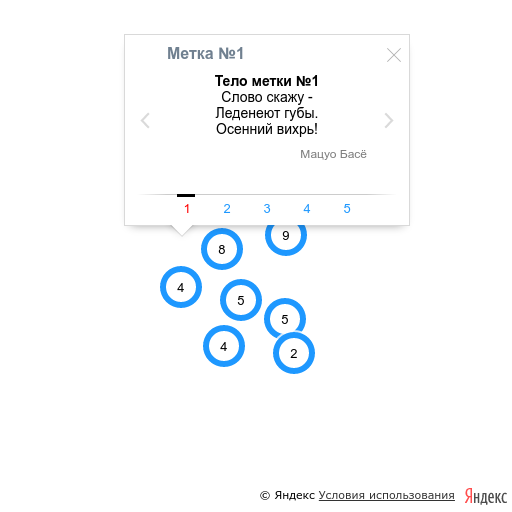 Метка №1
Тело метки №1
Слово скажу -
Леденеют губы.
Осенний вихрь!
Мацуо Басё
1 2 3 4 5
9
8
4
5
5
4
2
© Яндекс Условия использования Яндекс